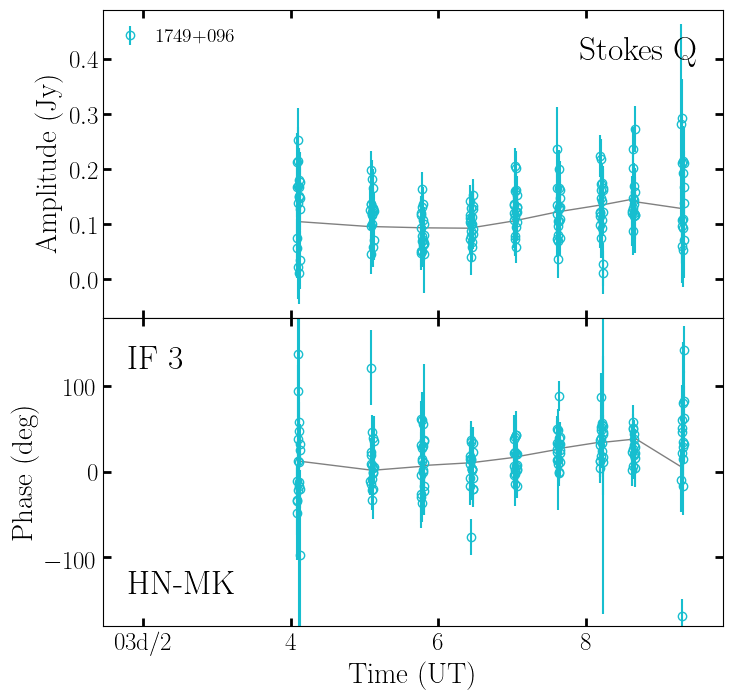 1749+096
Stokes Q
0.4
0.3
0.2
0.1
0.0
Amplitude (Jy)
IF 3
100
0
−100
Phase (deg)
HN-MK
03d/2 4 6 8
Time (UT)